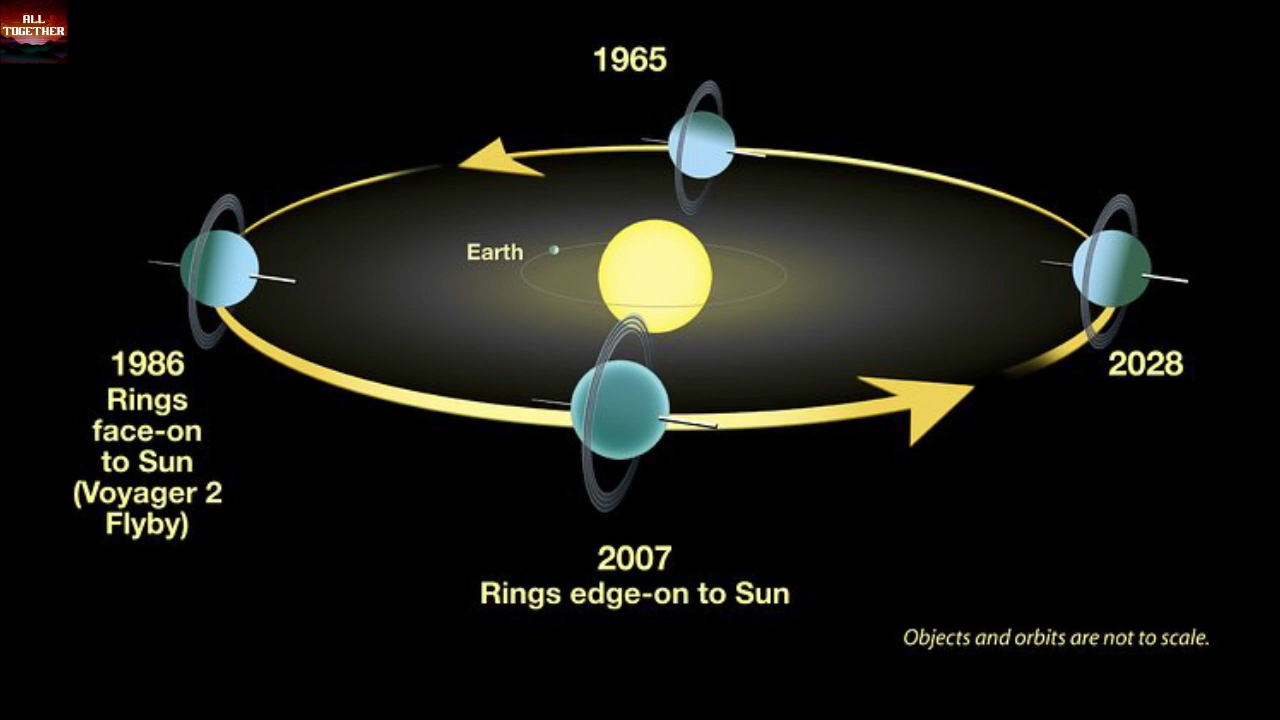 ALL
TOGETHER
1965
Earth
1986
Rings
face-on
to Sun
(Voyager 2
Flyby)
2028
2007
Rings edge-on to Sun
Objects and orbits are not to scale.